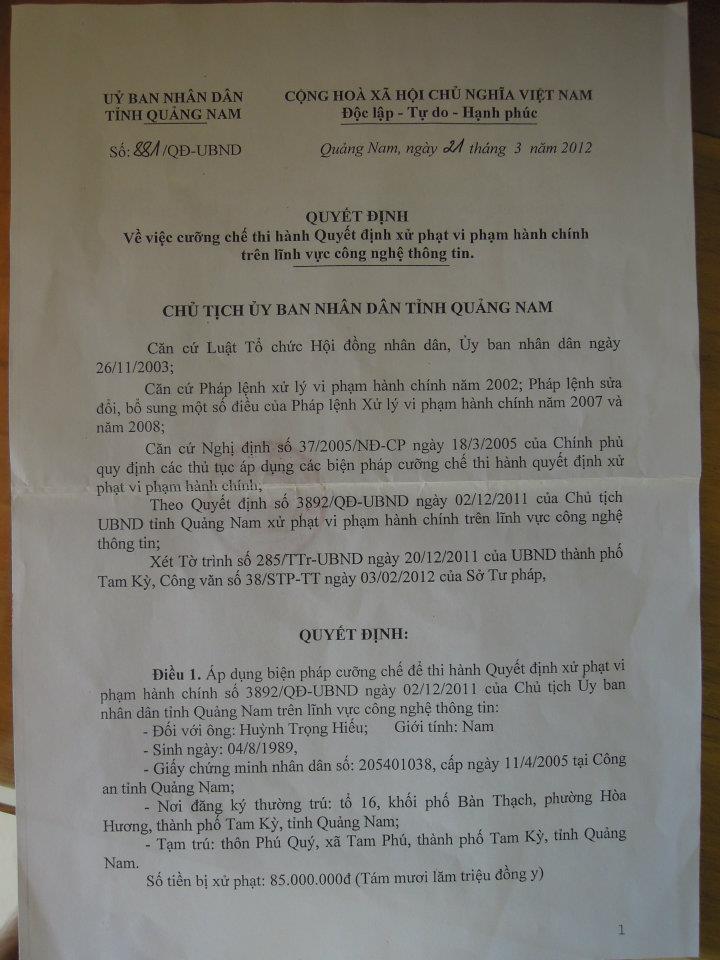 UỶ BAN NHÂN DÂN
TỈNH QUẢNG NAM
CỘNG HOÀ XÃ HỘI CHỦ NGHĨA VIỆT NAM
Độc lập - Tự do - Hạnh phúc
Số: 881/QĐ-UBND
Quảng Nam, ngày 21 tháng 3 năm 2012
QUYẾT ĐỊNH
Về việc cưỡng chế thi hành Quyết định xử phạt vi phạm hành chính
trên lĩnh vực công nghệ thông tin.
CHỦ TỊCH ỦY BAN NHÂN DÂN TỈNH QUẢNG NAM
Căn cứ Luật Tổ chức Hội đồng nhân dân, Ủy ban nhân dân ngày
26/11/2003;
Căn cứ Pháp lệnh xử lý vi phạm hành chính năm 2002; Pháp lệnh sửa
đổi, bổ sung một số điều của Pháp lệnh Xử lý vi phạm hành chính năm 2007 và
năm 2008;
Căn cứ Nghị định số 37/2005/NĐ-CP ngày 18/3/2005 của Chính phủ
quy định các thủ tục áp dụng các biện pháp cưỡng chế thi hành quyết định xử
phạt vi phạm hành chính,
Theo Quyết định số 3892/QĐ-UBND ngày 02/12/2011 của Chủ tịch
UBND tỉnh Quảng Nam xử phạt vi phạm hành chính trên lĩnh vực công nghệ
thông tin;
Xét Tờ trình số 285/TTr-UBND ngày 20/12/2011 của UBND thành phố
Tam Kỳ, Công văn số 38/STP-TT ngày 03/02/2012 của Sở Tư pháp,
QUYẾT ĐỊNH:
Điều 1. Áp dụng biện pháp cưỡng chế để thi hành Quyết định xử phạt vi
phạm hành chính số 3892/QĐ-UBND ngày 02/12/2011 của Chủ tịch Ủy ban
nhân dân tỉnh Quảng Nam trên lĩnh vực công nghệ thông tin:
- Đối với ông: Huỳnh Trọng Hiếu; Giới tính: Nam
- Sinh ngày: 04/8/1989,
- Giấy chứng minh nhân dân số: 205401038, cấp ngày 11/4/2005 tại Công
an tỉnh Quảng Nam;
- Nơi đăng ký thường trú: tổ 16, khối phố Bàn Thạch, phường Hòa
Hương, thành phố Tam Kỳ, tỉnh Quảng Nam;
- Tạm trú: thôn Phú Quý, xã Tam Phú, thành phố Tam Kỳ, tỉnh Quảng
Nam.
Số tiền bị xử phạt: 85.000.000đ (Tám mươi lăm triệu đồng y)
1